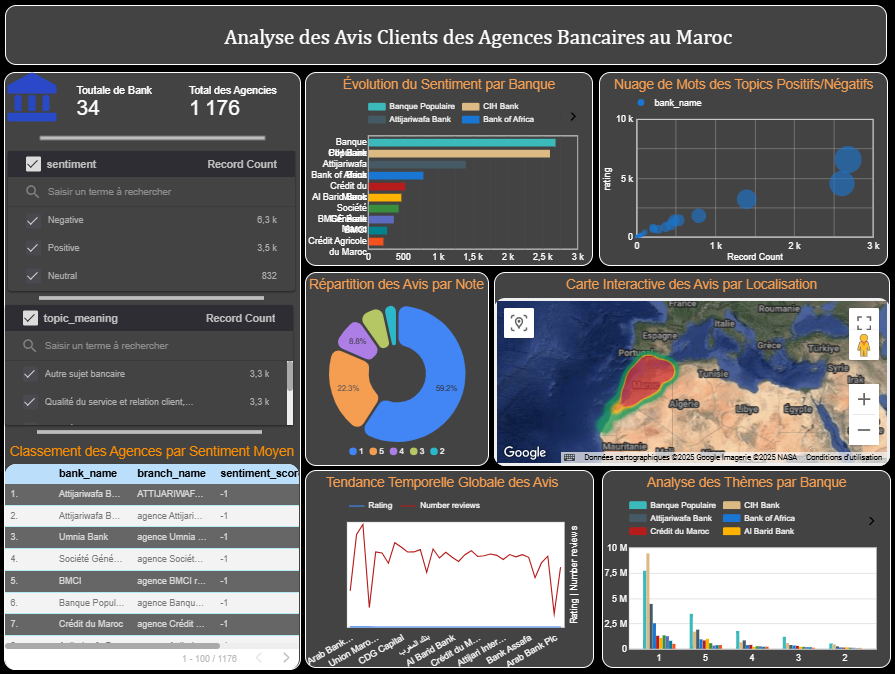 Analyse des Avis Clients des Agences Bancaires au Maroc
Toutale de Bank
34
Total des Agencies
1 176
sentiment
Record Count
Saisir un terme à rechercher
Negative
6,3 k
Positive
3,5 k
Neutral
832
topic_meaning
Record Count
Saisir un terme à rechercher
Autre sujet bancaire
3,3 k
Qualité du service et relation client,...
3,3 k
Classement des Agences par Sentiment Moyen
bank_name branch_name sentiment_scor
1. Attijariwafa B... ATTIJARIWAF... -1
2. Attijariwafa B... agence Attijari... -1
3. Umnia Bank agence Umnia ... -1
4. Société Géné... agence Sociét... -1
5. BMCI agence BMCI r... -1
6. Banque Popul... agence Banqu... -1
7. Crédit du Maroc agence Crédit ... -1
1 - 100 / 1176
Évolution du Sentiment par Banque
Banque Populaire CIH Bank
Attijariwafa Bank Bank of Africa
Banque
Attijariwafa
Bank of Africa
Crédit du
Al Barid Bank
Société
BMCI
Crédit Agricole
du Maroc
0 500 1 k 1,5 k 2 k 2,5 k 3 k
Nuage de Mots des Topics Positifs/Négatifs
bank_name
10 k
5 k
0
rating
0 1 k 2 k 3 k
Record Count
Répartition des Avis par Note
59.2%
22.3%
8.8%
1 5 4 3 2
Carte Interactive des Avis par Localisation
France
Roumanie
Italie
Espagne
Portugal
Grèce
Türkiye
Tunisie
Syrie
Irak
Maroc
Algérie
Libye
Égypte
Mauritanie
Google
Données cartographiques ©2025 Google Imagerie ©2025 NASA
Conditions d'utilisation
Tendance Temporelle Globale des Avis
Rating Number reviews
Rating | Number reviews
Arab Bank...
Union Maro...
CDG Capital
بنك المغرب
Al Barid Bank
Crédit du M...
Attijari Inter...
Bank Assafa
Arab Bank Plc
Analyse des Thèmes par Banque
Banque Populaire CIH Bank
Attijariwafa Bank Bank of Africa
Crédit du Maroc Al Barid Bank
10 M
7,5 M
5 M
2,5 M
0
1 5 4 3 2